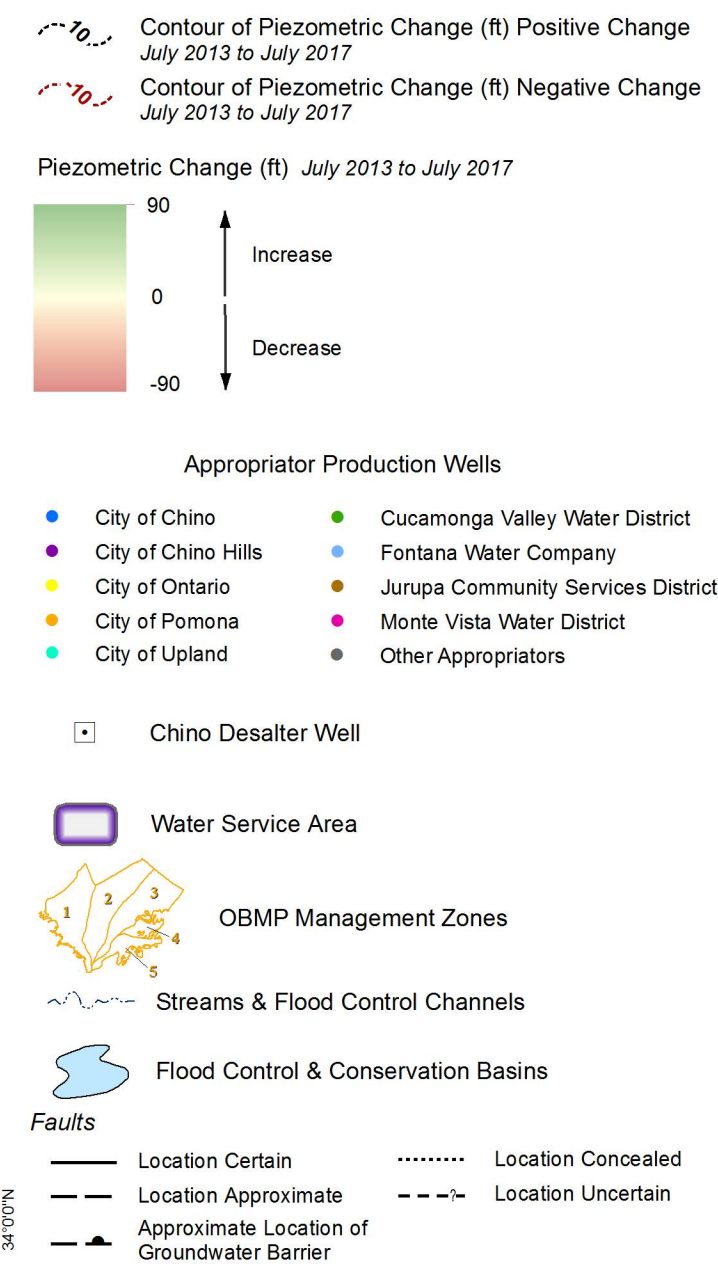 10
Contour of Piezometric Change (ft) Positive Change
July 2013 to July 2017
-10
Contour of Piezometric Change (ft) Negative Change
July 2013 to July 2017
Piezometric Change (ft) July 2013 to July 2017
90
Increase
0
Decrease
-90
Appropriator Production Wells
City of Chino
City of Chino Hills
City of Ontario
City of Pomona
City of Upland
Cucamonga Valley Water District
Fontana Water Company
Jurupa Community Services District
Monte Vista Water District
Other Appropriators
Chino Desalter Well
Water Service Area
1
2
3
4
5
OBMP Management Zones
Streams & Flood Control Channels
Flood Control & Conservation Basins
Faults
Location Certain
Location Approximate
Approximate Location of
Groundwater Barrier
Location Concealed
?
Location Uncertain
34°0'0"N